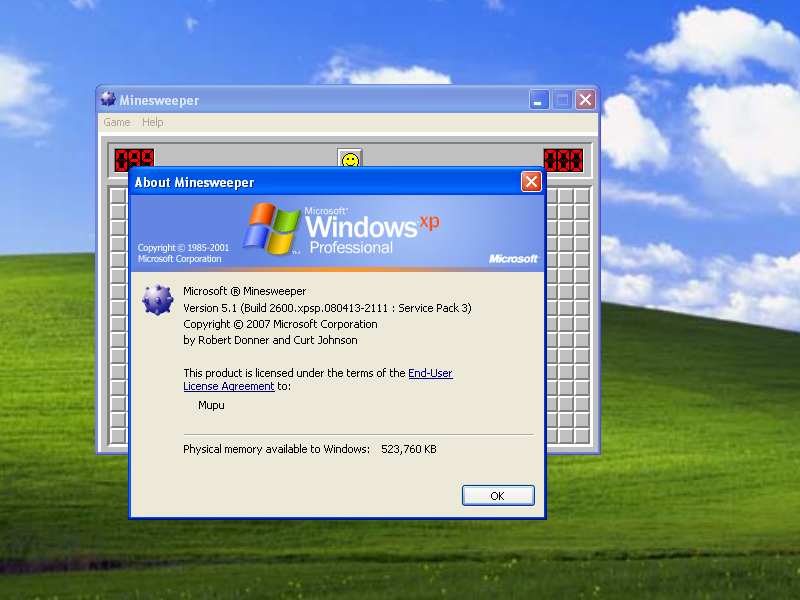 Minesweeper
Game Help
About Minesweeper
Microsoft®
Windows xp
Professional
Copyright © 1985-2001
Microsoft Corporation
Microsoft
Microsoft ® Minesweeper
Version 5.1 (Build 2600.xpsp.080413-2111 : Service Pack 3)
Copyright © 2007 Microsoft Corporation
by Robert Donner and Curt Johnson
This product is licensed under the terms of the End-User
License Agreement to:
Mupu
Physical memory available to Windows: 523,760 KB
OK